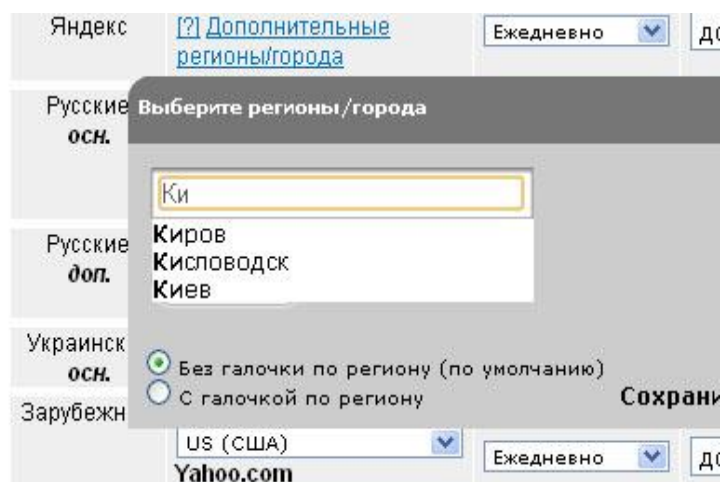 Яндекс
[?] Дополнительные
регионы/города
Ежедневно
Русские
осн.
Выберите регионы/города
Ки
Киров
Кисловодск
Киев
Русские
доп.
Украинск
осн.
Без галочки по региону (по умолчанию)
С галочкой по региону
Сохрани
Зарубежн
US (США)
Ежедневно
Yahoo.com